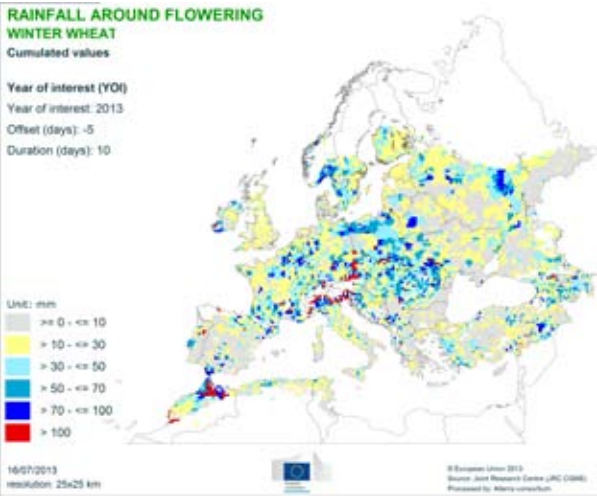 RAINFALL AROUND FLOWERING
WINTER WHEAT
Cumulated values
Year of interest (YOI)
Year of interest: 2013
Offset (days): -5
Duration (days): 10
Unit: mm
>= 0 - <= 10
> 10 - <= 30
> 30 - <= 50
> 50 - <= 70
> 70 - <= 100
> 100
16/07/2013
resolution: 25x25 km
© European Union 2013
Source: Joint Research Centre (JRC CGMS)
Processed by: Alterra consortium